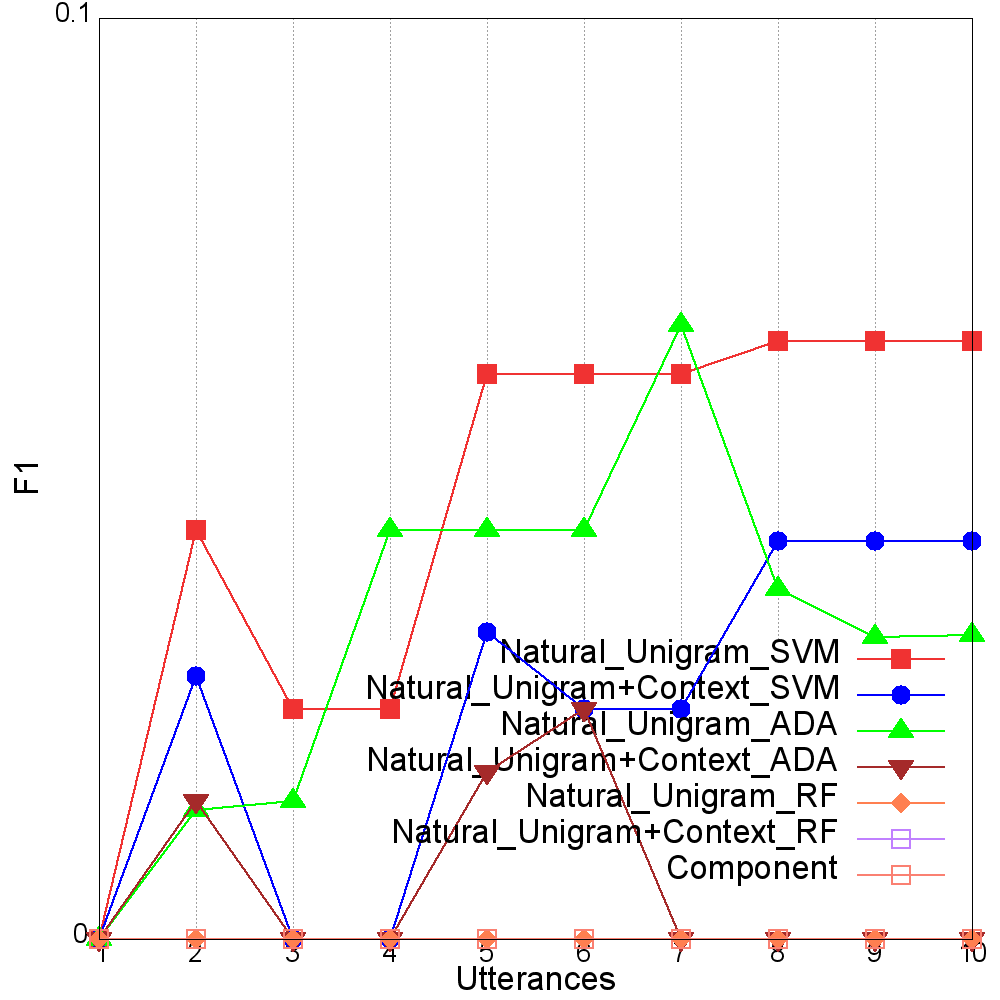 0.1
F1
Natural_Unigram_SVM
Natural_Unigram+Context_SVM
Natural_Unigram_ADA
Natural_Unigram+Context_ADA
Natural_Unigram_RF
Natural_Unigram+Context_RF
Component
0
1 2 3 4 5 6 7 8 9 10
Utterances